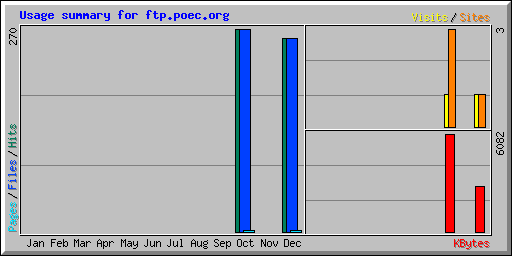 Usage summary for ftp.poec.org
Visits/Sites
270
3
6082
Pages/Files/Hits
Jan Feb Mar Apr May Jun Jul Aug Sep Oct Nov Dec
KBytes